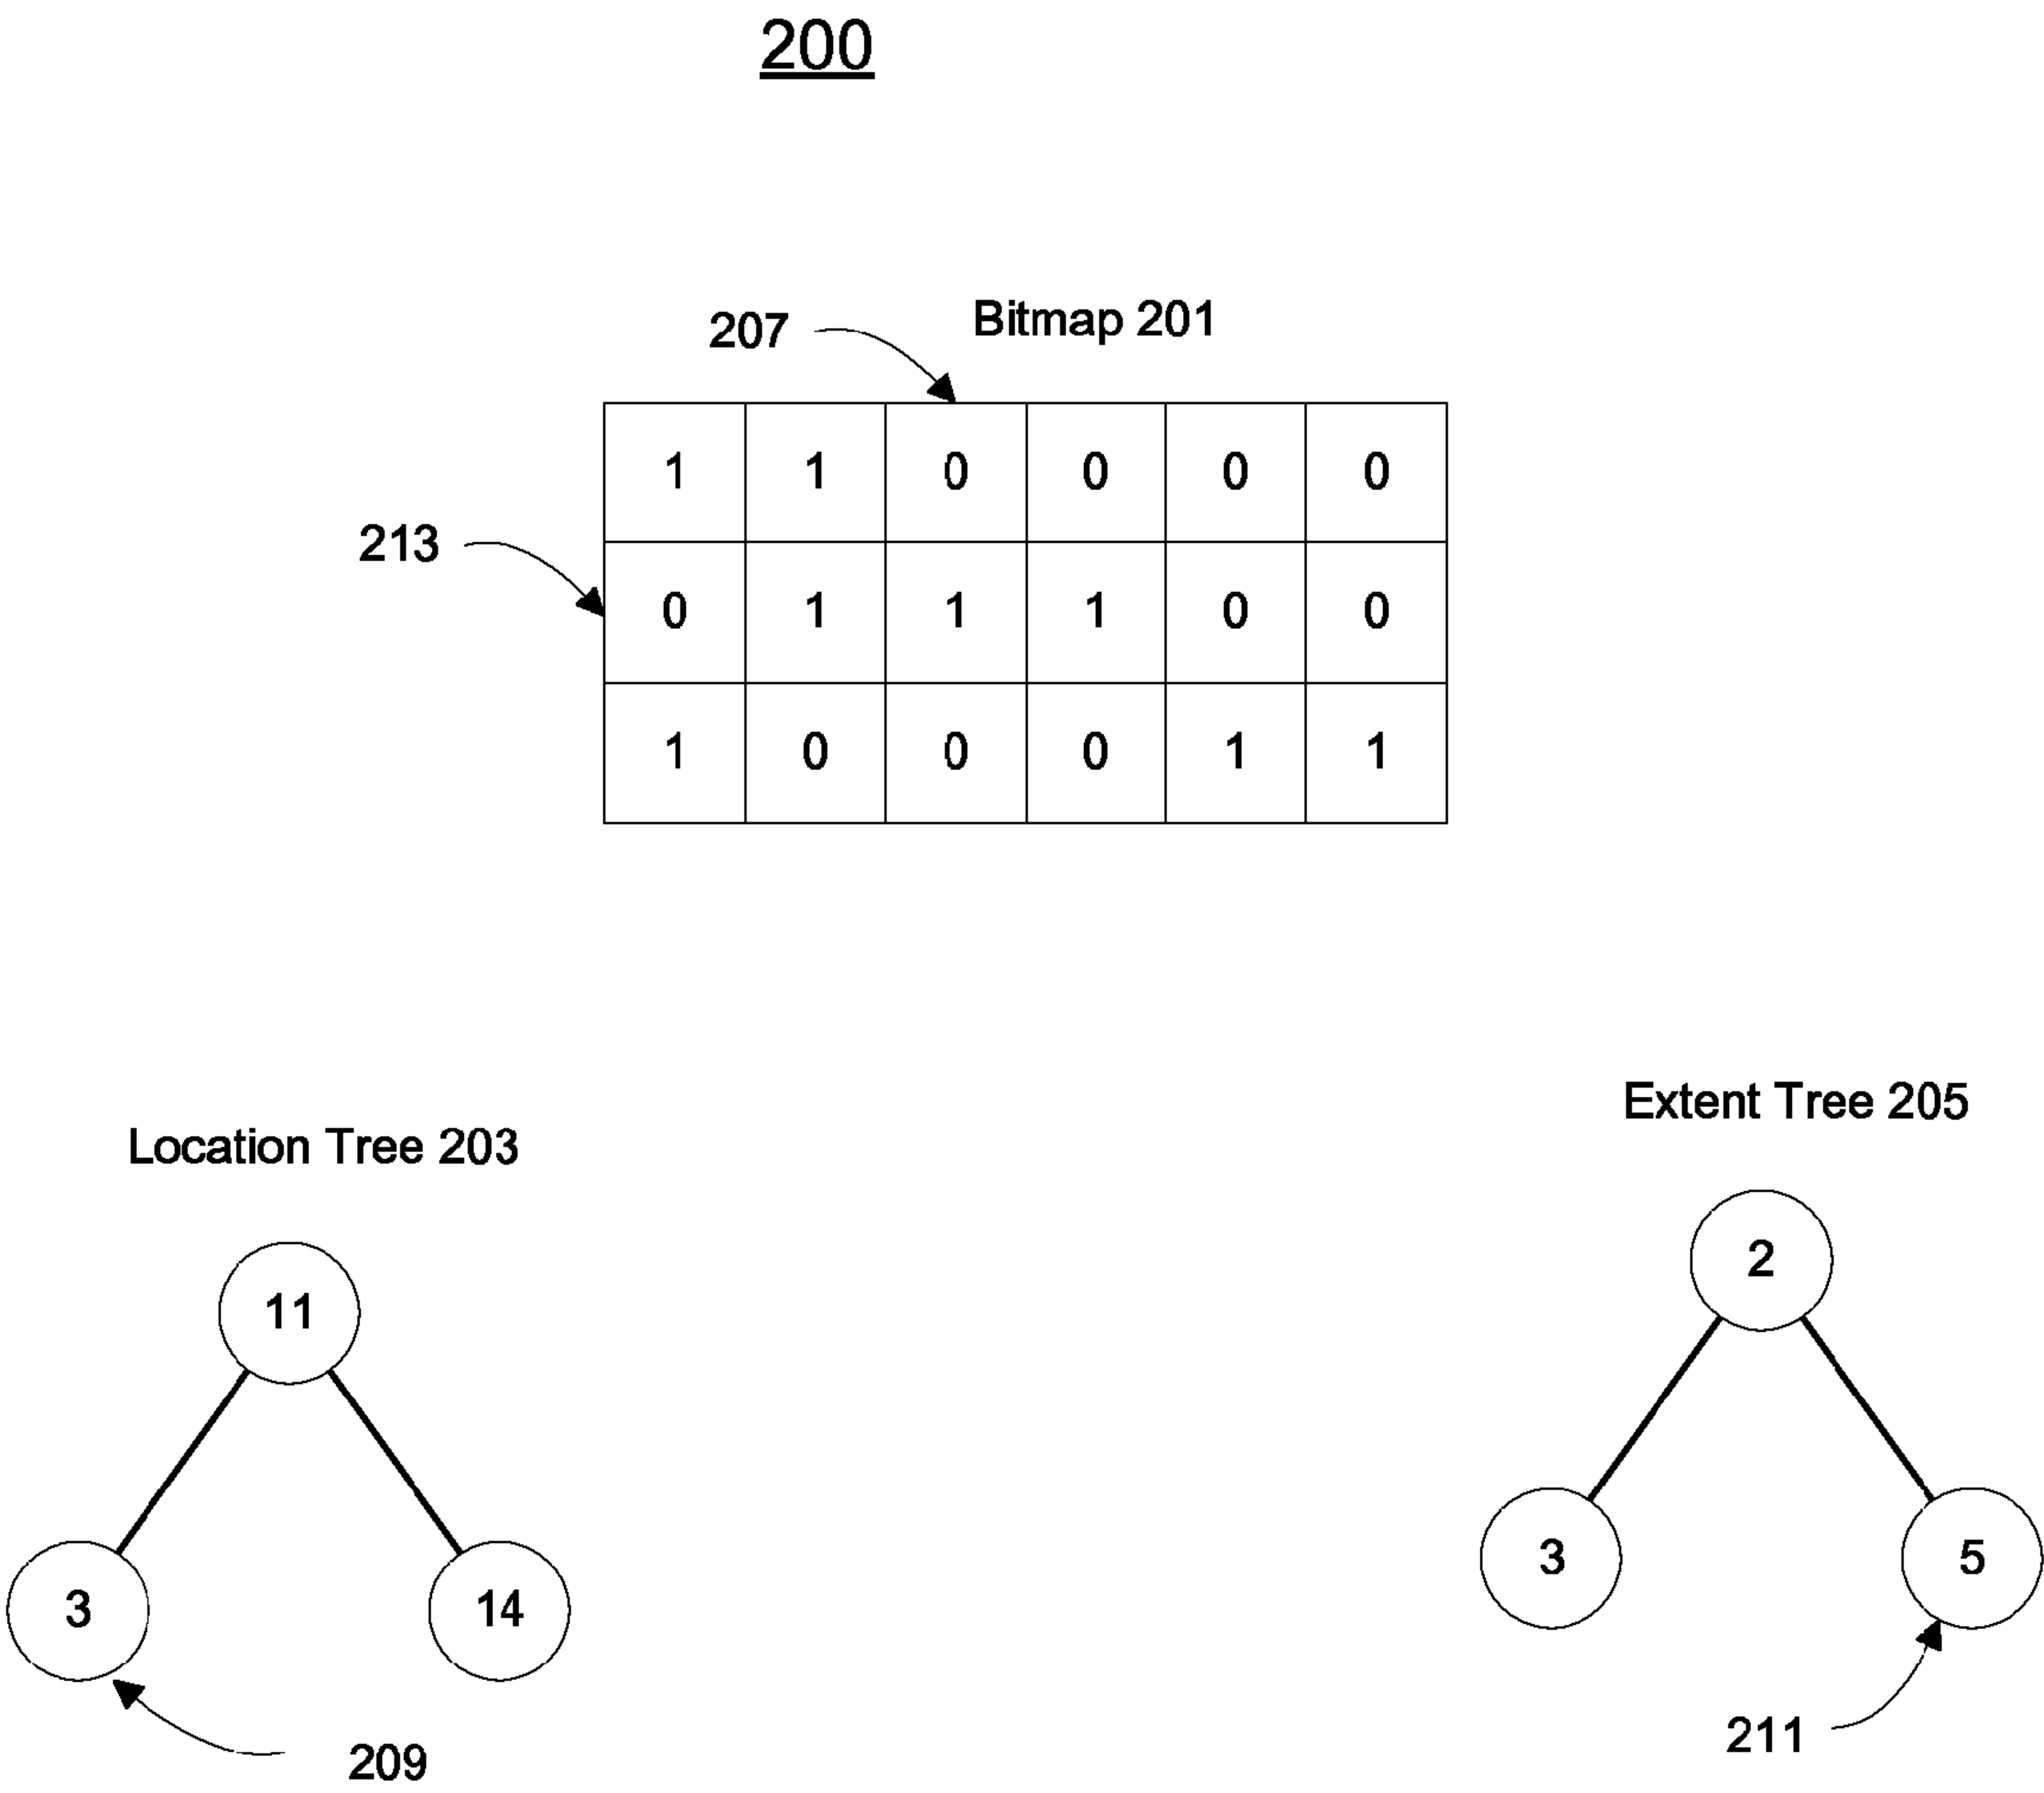 200
Bitmap 201
207
1 1 0 0 0 0
213
0 1 1 1 0 0
1 0 0 0 1 1
Extent Tree 205
Location Tree 203
2
11
3 5
3 14
211
209